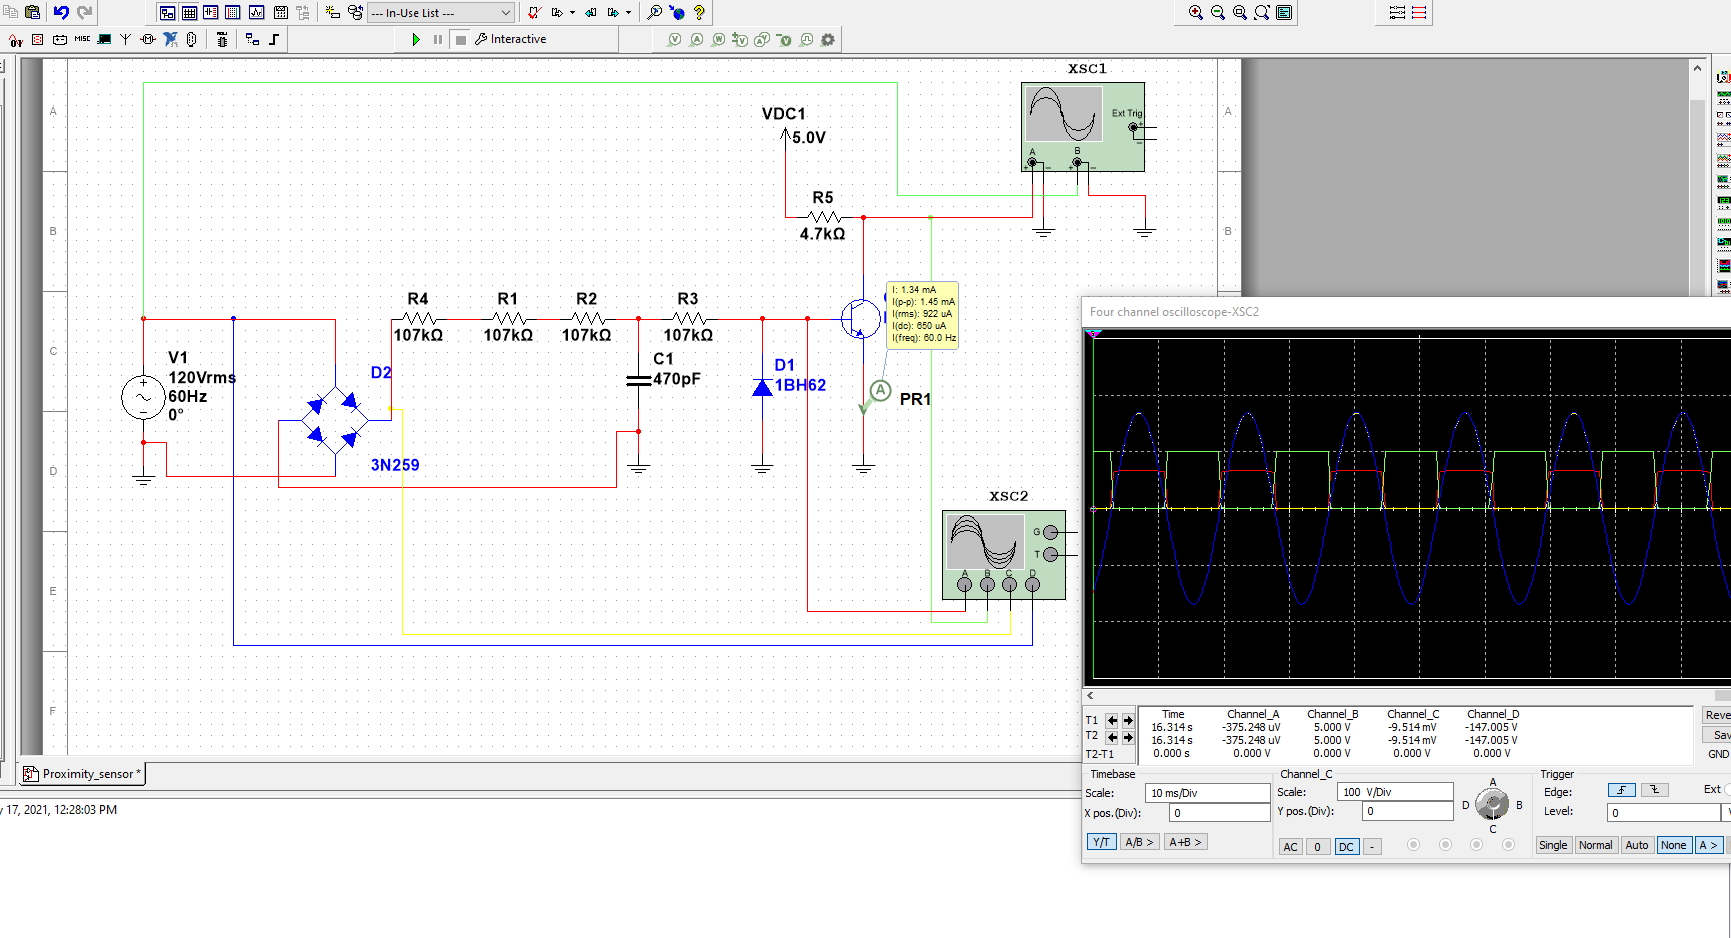 --- In-Use List ---
MISC
Interactive
V
A
W
V
A
V
A
B
C
D
E
F
A
B
XSC1
Ext Trig
A
B
VDC1
5.0V
R5
4.7kΩ
I: 1.34 mA
I(p-p): 1.45 mA
I(rms): 922 uA
I(dc): 650 uA
I(freq): 60.0 Hz
R4
107kΩ
R1
107kΩ
R2
107kΩ
R3
107kΩ
V1
120Vrms
60Hz
0°
D2
3N259
C1
470pF
D1
1BH62
A
PR1
XSC2
G
T
A B C D
Four channel oscilloscope-XSC2
Time Channel_A Channel_B Channel_C Channel_D
T1 16.314 s -375.248 uV 5.000 V -9.514 mV -147.005 V
T2 16.314 s -375.248 uV 5.000 V -9.514 mV -147.005 V
T2-T1 0.000 s 0.000 V 0.000 V 0.000 V 0.000 V
Reve
Sav
GND
Timebase
Scale: 10 ms/Div
X pos.(Div): 0
Y/T A/B > A+B >
Channel_C
Scale: 100 V/Div
Y pos.(Div): 0
AC 0 DC -
A
B
C
D
Trigger
Edge: Ext
Level: 0
Single Normal Auto None A >
Proximity_sensor *
y 17, 2021, 12:28:03 PM